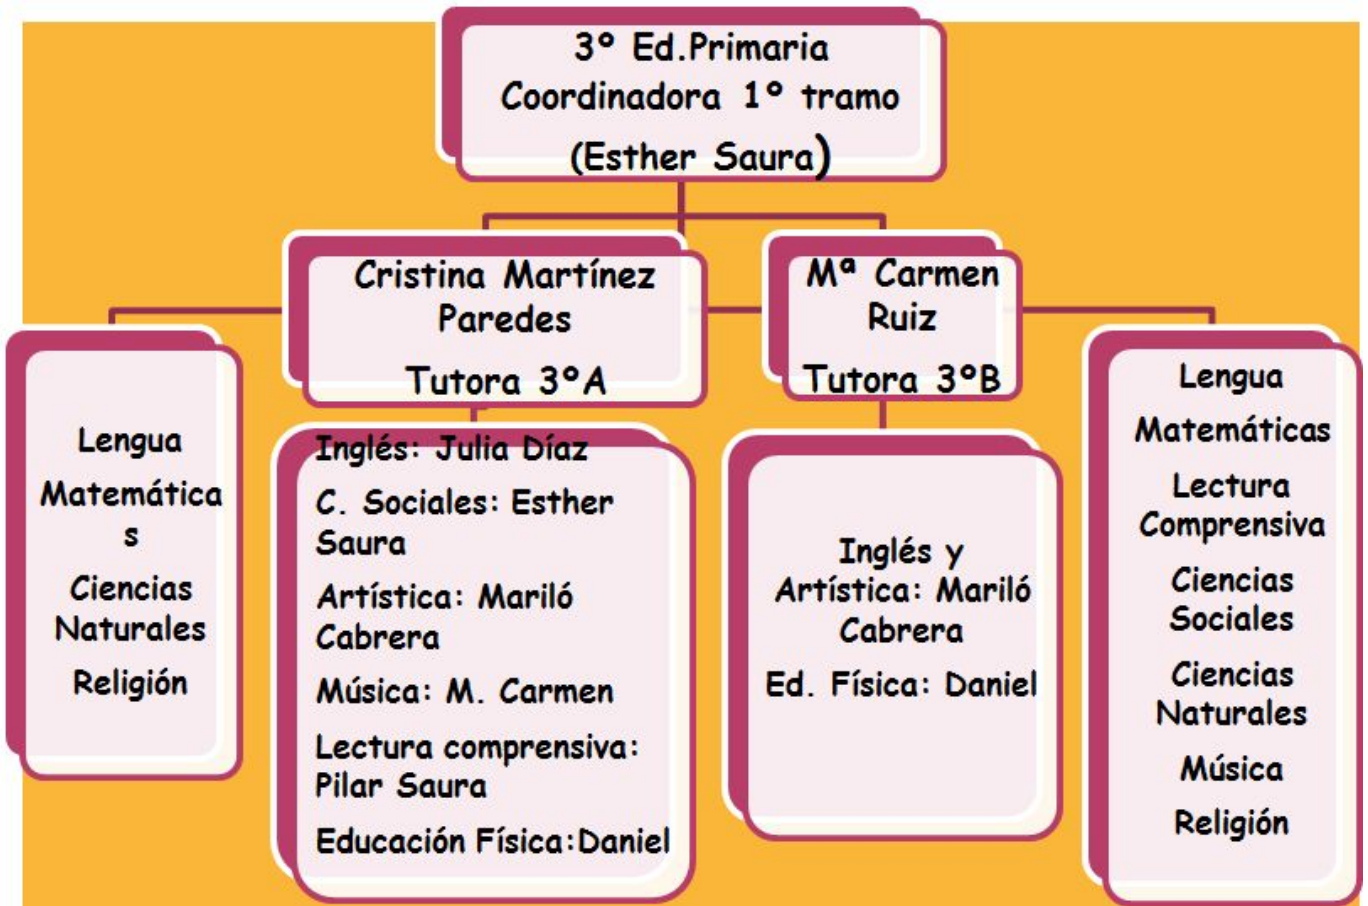 3º Ed.Primaria
Coordinadora 1º tramo
(Esther Saura)
Cristina Martínez
Paredes
Tutora 3ºA
Mª Carmen
Ruiz
Tutora 3ºB
Lengua
Matemática
s
Ciencias
Naturales
Religión
Inglés: Julia Díaz
C. Sociales: Esther
Saura
Artística: Mariló
Cabrera
Música: M. Carmen
Lectura comprensiva:
Pilar Saura
Educación Física:Daniel
Inglés y
Artística: Mariló
Cabrera
Ed. Física: Daniel
Lengua
Matemáticas
Lectura
Comprensiva
Ciencias
Sociales
Ciencias
Naturales
Música
Religión